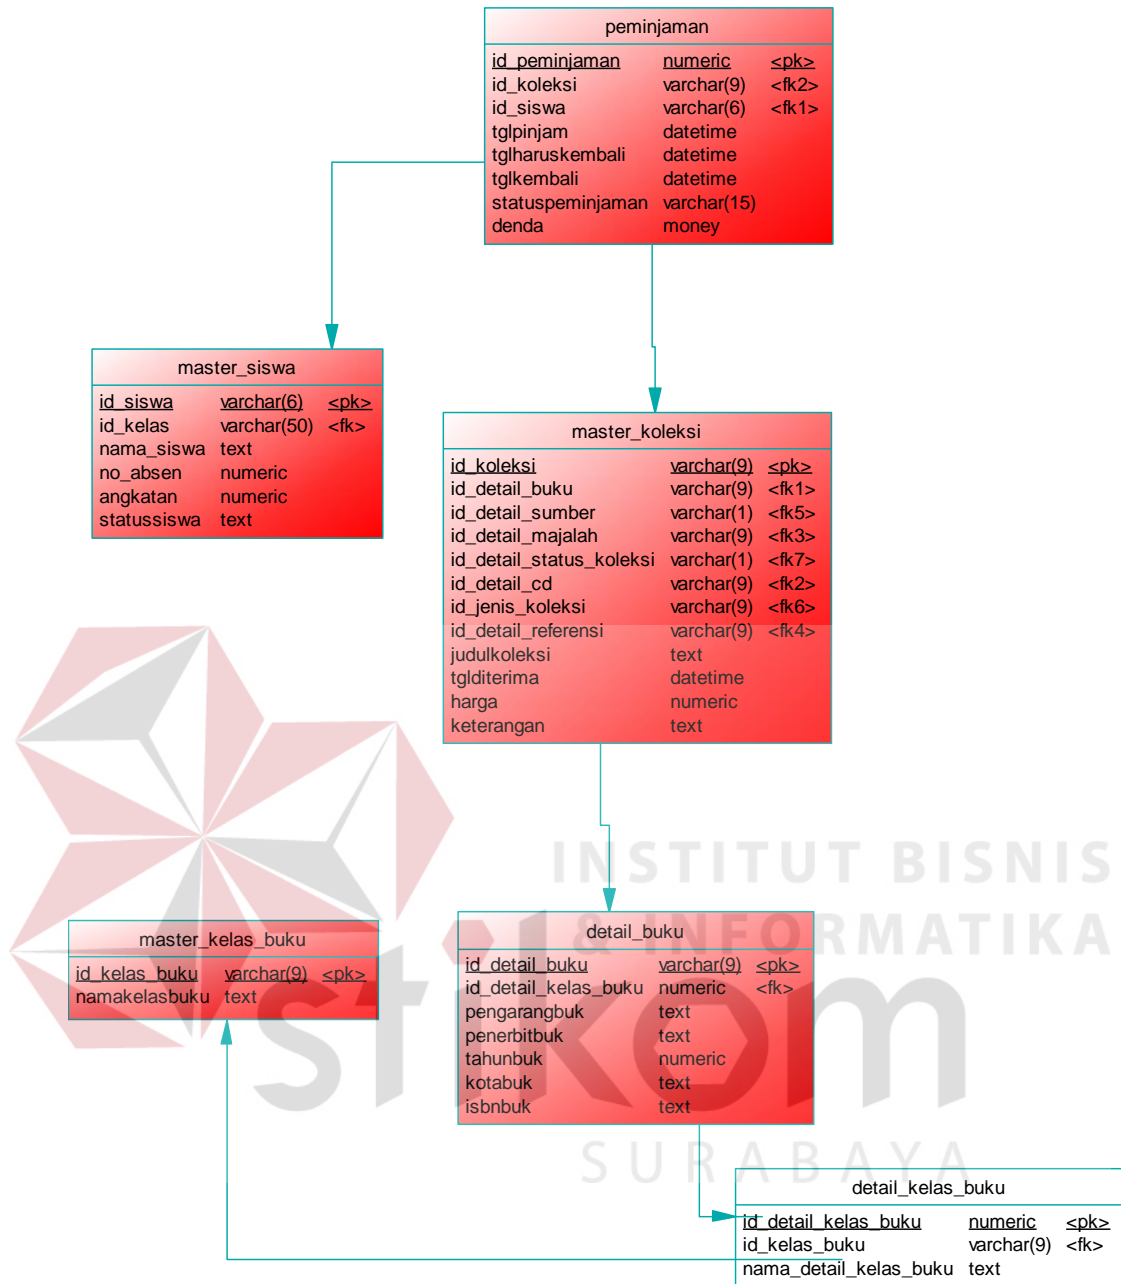 peminjaman
id_peminjaman numeric <pk>
id_koleksi varchar(9) <fk2>
id_siswa varchar(6) <fk1>
tglpinjam datetime
tglharuskembali datetime
tglkembali datetime
statuspeminjaman varchar(15)
denda money
master_siswa
id_siswa varchar(6) <pk>
id_kelas varchar(50) <fk>
nama_siswa text
no_absen numeric
angkatan numeric
statussiswa text
master_koleksi
id_koleksi varchar(9) <pk>
id_detail_buku varchar(9) <fk1>
id_detail_sumber varchar(1) <fk5>
id_detail_majalah varchar(9) <fk3>
id_detail_status_koleksi varchar(1) <fk7>
id_detail_cd varchar(9) <fk2>
id_jenis_koleksi varchar(9) <fk6>
id_detail_referensi varchar(9) <fk4>
judulkoleksi text
tglditerima datetime
harga numeric
keterangan text
INSTITUT BISNIS
& INFORMATIKA
stikom
SURABAYA
master_kelas_buku
id_kelas_buku varchar(9) <pk>
namakelasbuku text
detail_buku
id_detail_buku varchar(9) <pk>
id_detail_kelas_buku numeric <fk>
pengarangbuk text
penerbitbuk text
tahunbuk numeric
kotabuk text
isbnbuk text
detail_kelas_buku
id_detail_kelas_buku numeric <pk>
id_kelas_buku varchar(9) <fk>
nama_detail_kelas_buku text